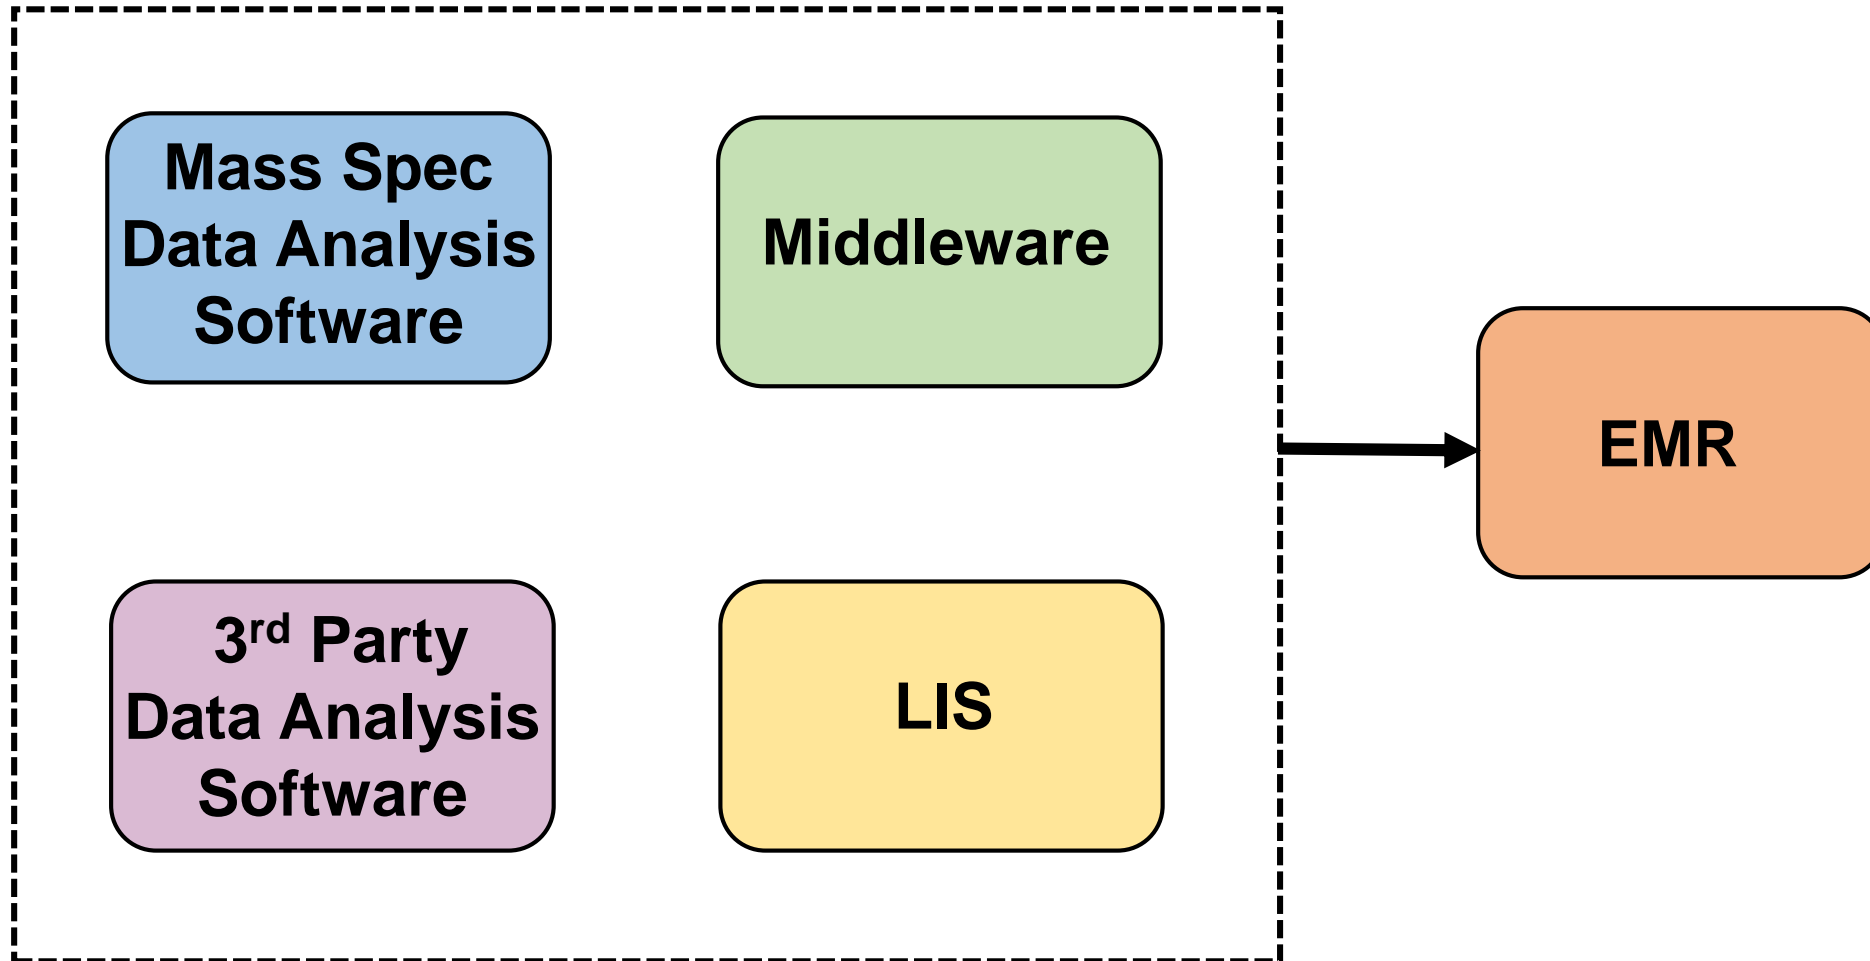 Mass Spec
Data Analysis
Software
Middleware
3rd Party
Data Analysis
Software
LIS
EMR